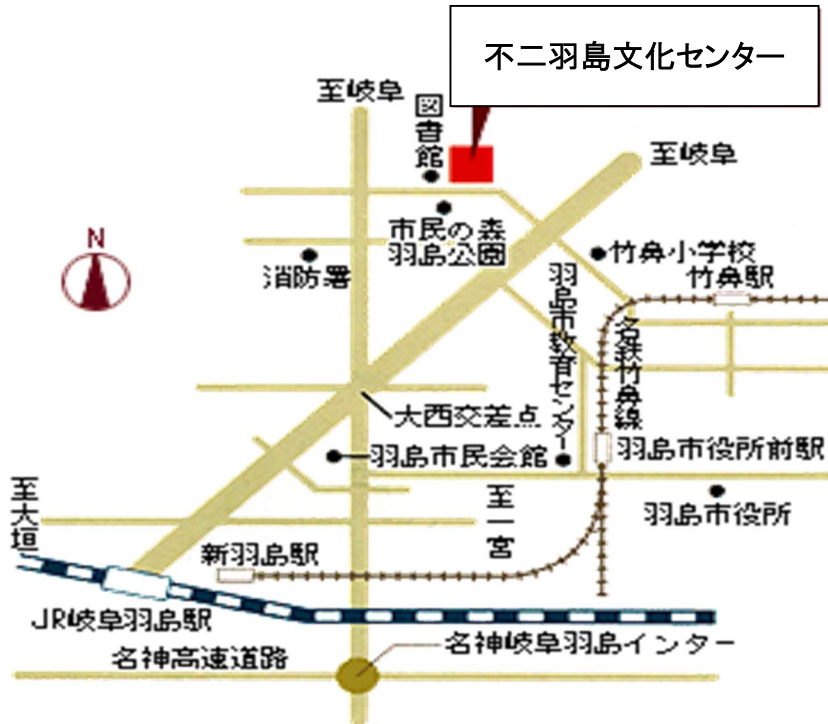 不二羽島文化センター
至岐阜
図書館
至岐阜
市民の森
羽島公園
N
消防署
竹鼻小学校
竹鼻駅
羽島市教育センター
名鉄竹鼻線
大西交差点
羽島市民会館
羽島市役所前駅
至大垣
至一宮
羽島市役所
新羽島駅
JR岐阜羽島駅
名神岐阜羽島インター
名神高速道路